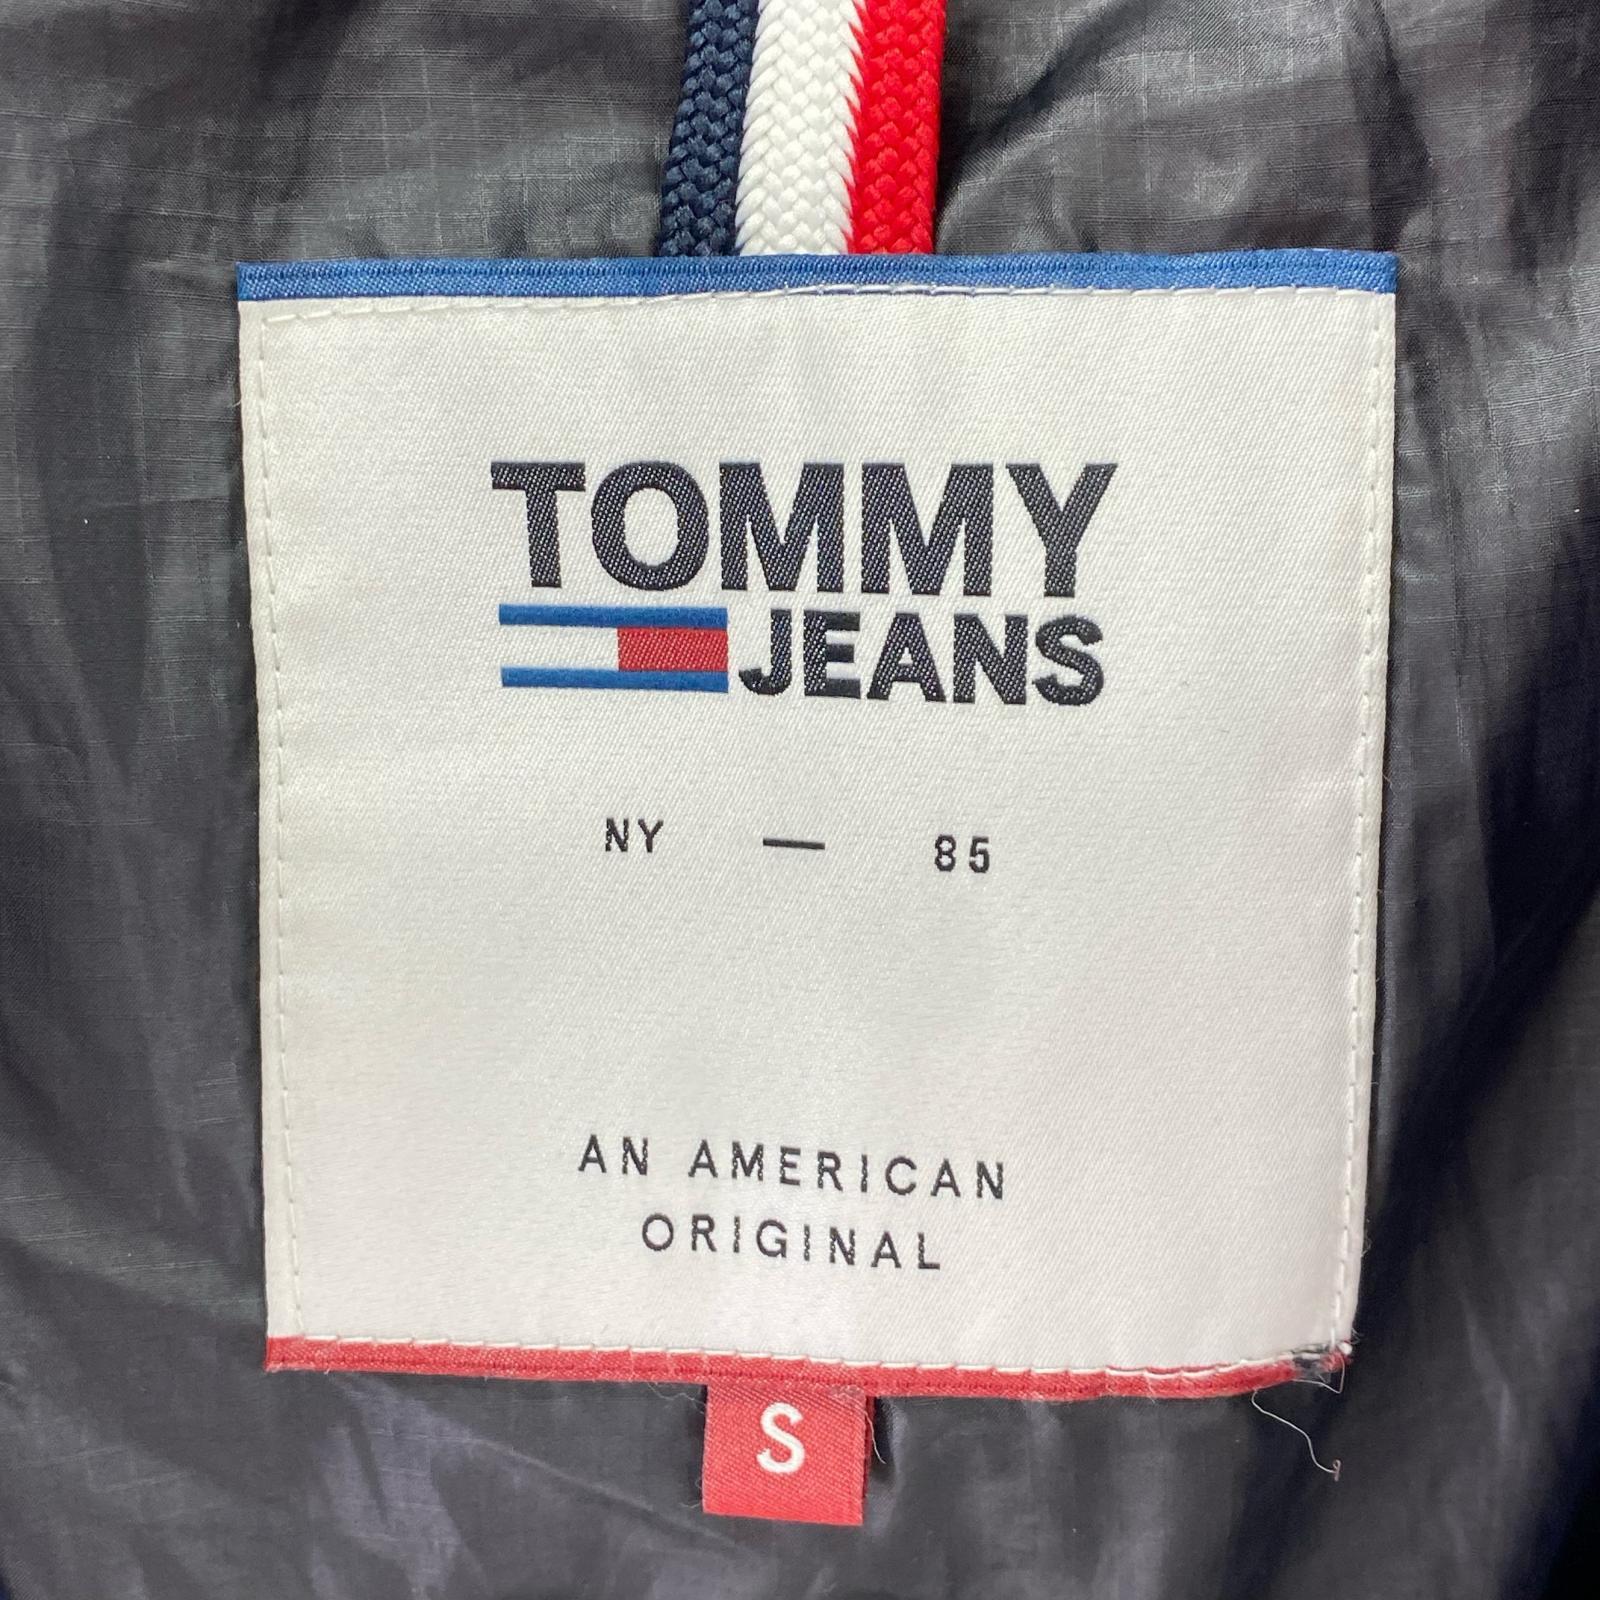 TOMMY
JEANS
NY — 85
AN AMERICAN
ORIGINAL
S